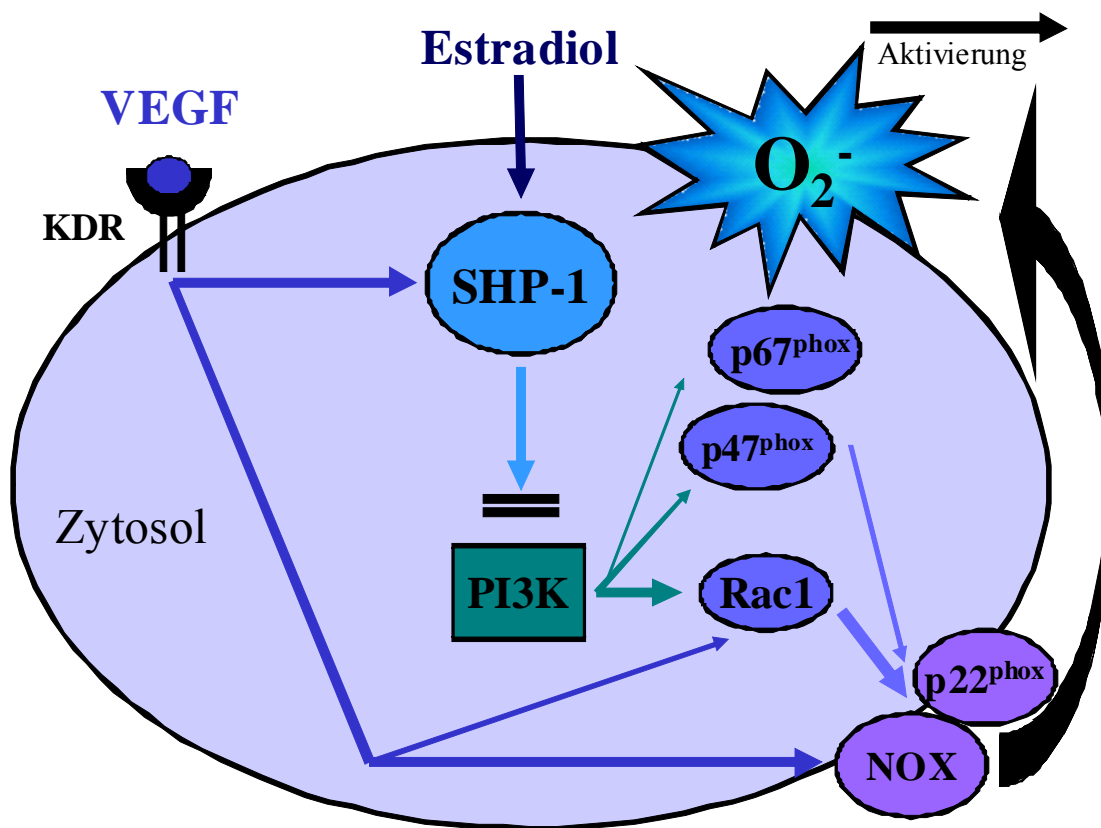 Estradiol
Aktivierung
VEGF
O₂⁻
KDR
SHP-1
p67ᵖʰᵒˣ
p47ᵖʰᵒˣ
Zytosol
PI3K
Rac1
p22ᵖʰᵒˣ
NOX